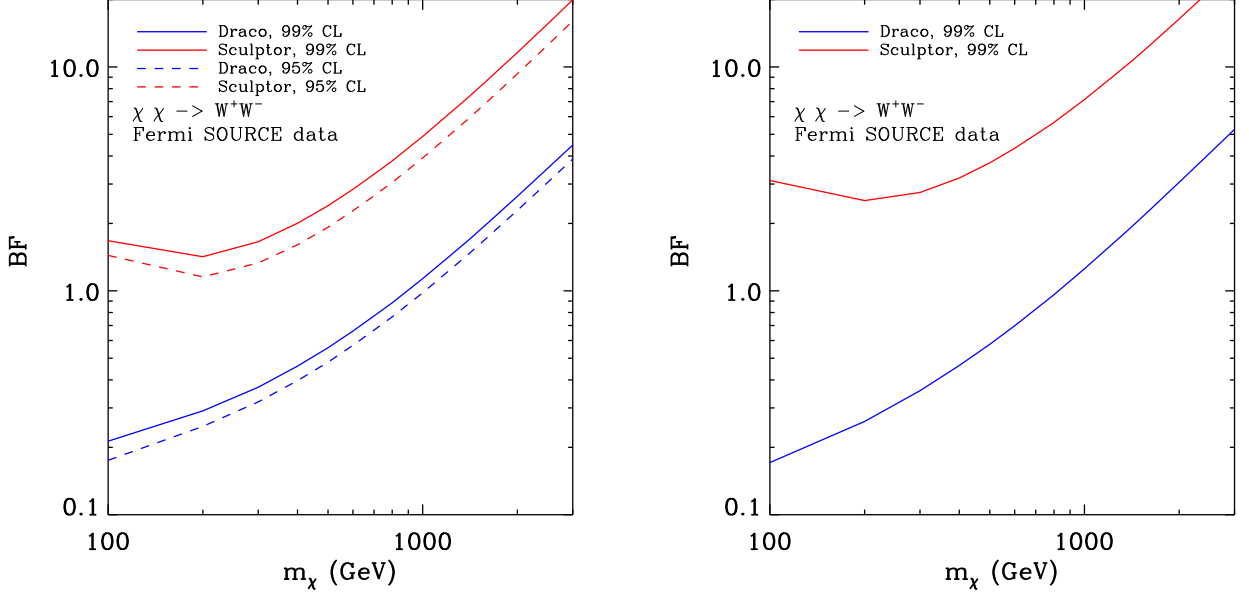 Draco, 99% CL
Sculptor, 99% CL
Draco, 95% CL
Sculptor, 95% CL
χ χ −> W⁺W⁻
Fermi SOURCE data
10.0
1.0
0.1
BF
100
1000
mχ (GeV)
Draco, 99% CL
Sculptor, 99% CL
χ χ −> W⁺W⁻
Fermi SOURCE data
10.0
1.0
0.1
BF
100
1000
mχ (GeV)